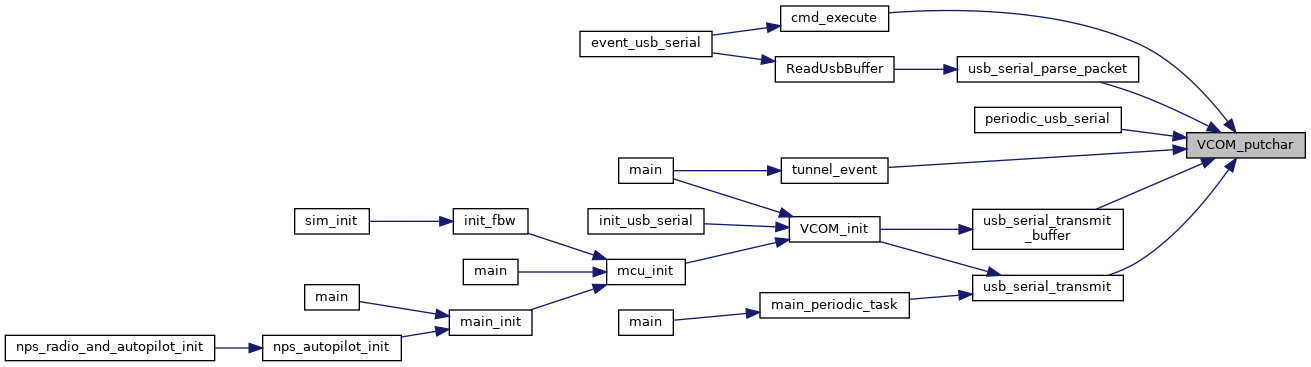 cmd_execute
event_usb_serial
ReadUsbBuffer
usb_serial_parse_packet
periodic_usb_serial
VCOM_putchar
main
tunnel_event
sim_init
init_fbw
init_usb_serial
VCOM_init
usb_serial_transmit
_buffer
main
mcu_init
usb_serial_transmit
main
main_periodic_task
main_init
main
nps_radio_and_autopilot_init
nps_autopilot_init